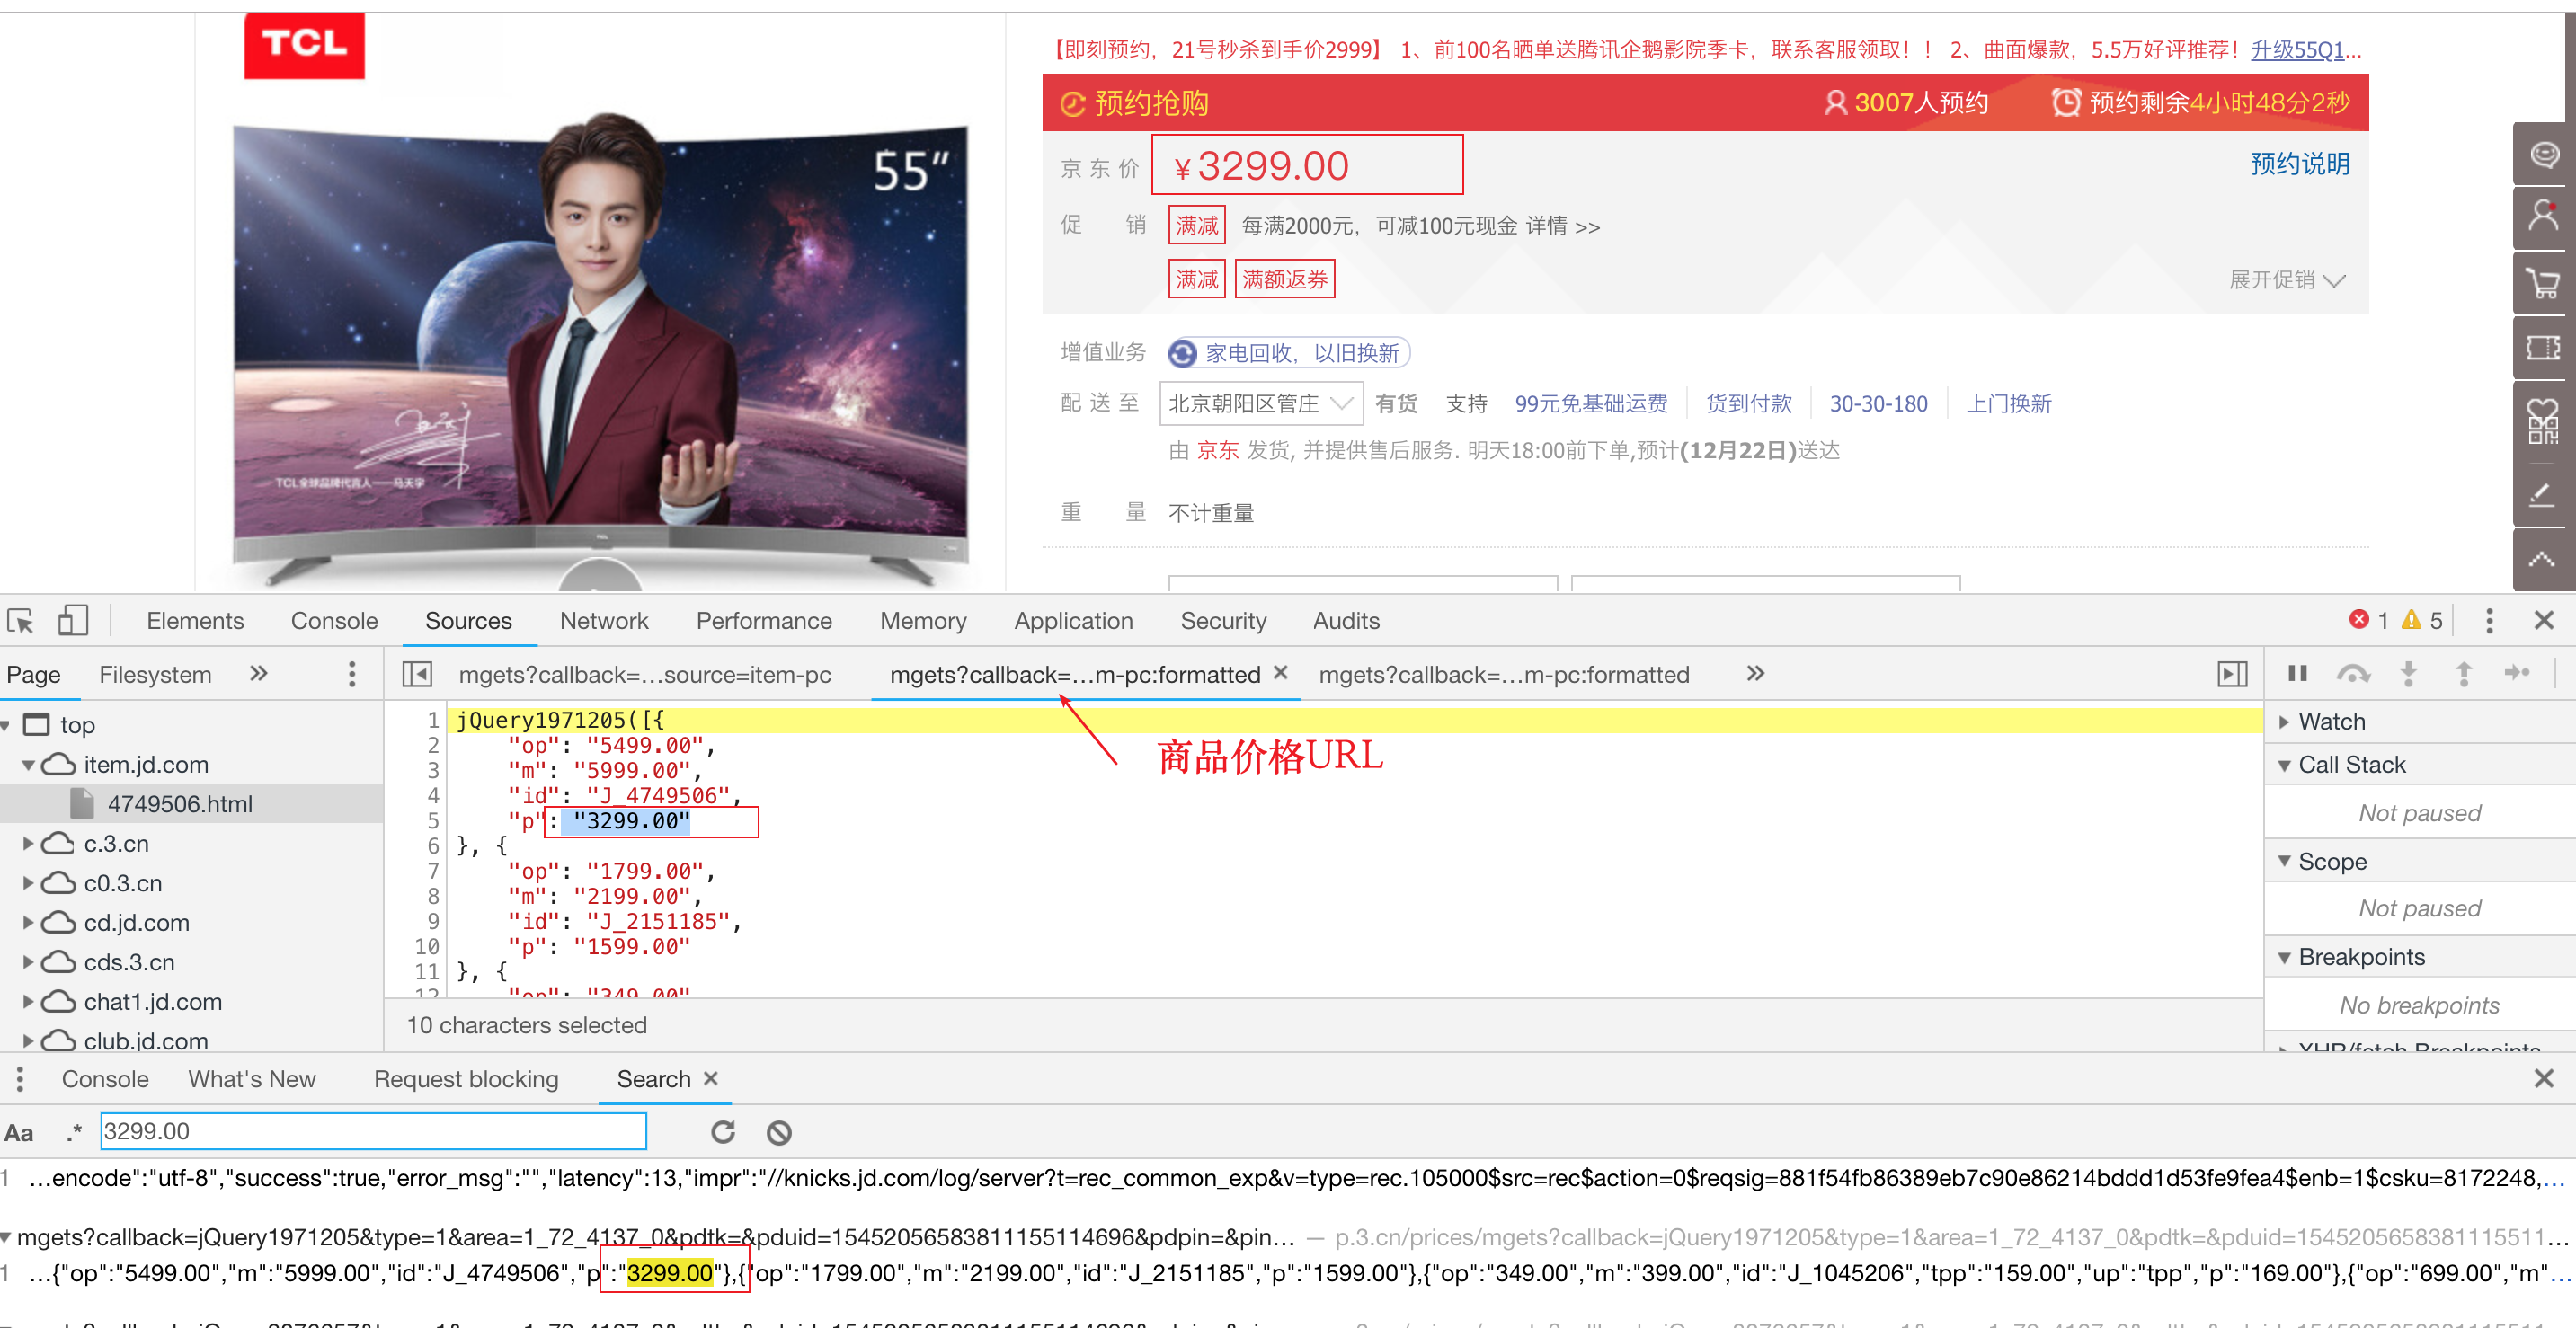 TCL
55"
TCL全球品牌代言人——马天宇
【即刻预约，21号秒杀到手价2999】 1、前100名晒单送腾讯企鹅影院季卡，联系客服领取！！ 2、曲面爆款，5.5万好评推荐！升级55Q1...
预约抢购 3007人预约 预约剩余4小时48分2秒
京东价 ¥3299.00 预约说明
促销 满减 每满2000元，可减100元现金 详情 >>
满减 满额返券 展开促销
增值业务 家电回收，以旧换新
配送至 北京朝阳区管庄 有货 支持 99元免基础运费 货到付款 30-30-180 上门换新
由 京东 发货, 并提供售后服务. 明天18:00前下单,预计(12月22日)送达
重量 不计重量
Elements Console Sources Network Performance Memory Application Security Audits 1 5
Page Filesystem » mgets?callback=…source=item-pc mgets?callback=…m-pc:formatted × mgets?callback=…m-pc:formatted »
top
item.jd.com
4749506.html
c.3.cn
c0.3.cn
cd.jd.com
cds.3.cn
chat1.jd.com
club.jd.com
1 jQuery1971205([{
2 "op": "5499.00",
3 "m": "5999.00",
4 "id": "J_4749506",
5 "p": "3299.00"
6 }, {
7 "op": "1799.00",
8 "m": "2199.00",
9 "id": "J_2151185",
10 "p": "1599.00"
11 }, {
12 "op": "349.00"
商品价格URL
10 characters selected
Watch
Call Stack
Not paused
Scope
Not paused
Breakpoints
No breakpoints
XHR/fetch Breakpoints
Console What's New Request blocking Search ×
Aa .* 3299.00
1 …encode":"utf-8","success":true,"error_msg":"","latency":13,"impr":"//knicks.jd.com/log/server?t=rec_common_exp&v=type=rec.105000$src=rec$action=0$reqsig=881f54fb86389eb7c90e86214bddd1d53fe9fea4$enb=1$csku=8172248,…
mgets?callback=jQuery1971205&type=1&area=1_72_4137_0&pdtk=&pduid=15452056583811155114696&pdpin=&pin… — p.3.cn/prices/mgets?callback=jQuery1971205&type=1&area=1_72_4137_0&pdtk=&pduid=1545205658381115511…
1 …{"op":"5499.00","m":"5999.00","id":"J_4749506","p":"3299.00"},{"op":"1799.00","m":"2199.00","id":"J_2151185","p":"1599.00"},{"op":"349.00","m":"399.00","id":"J_1045206","tpp":"159.00","up":"tpp","p":"169.00"},{"op":"699.00","m"…